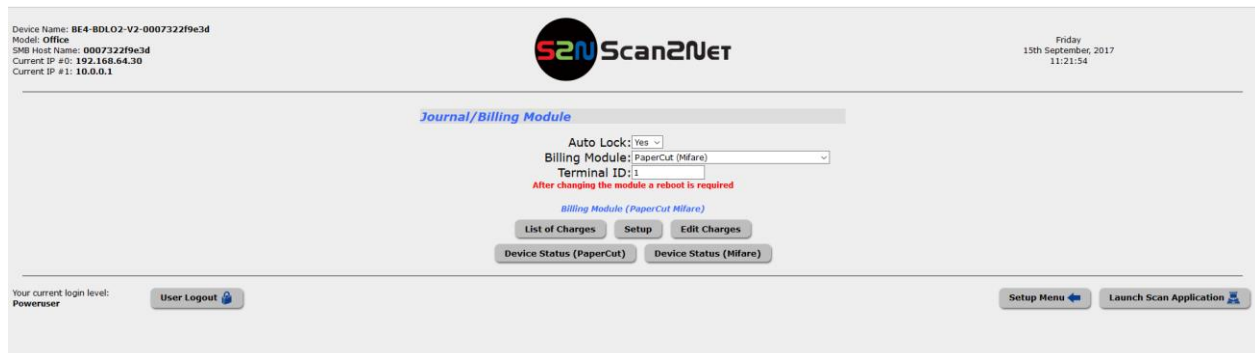 Device Name: BE4-BDLO2-V2-0007322f9e3d
Model: Office
SMB Host Name: 0007322f9e3d
Current IP #0: 192.168.64.30
Current IP #1: 10.0.0.1
S2N Scan2Net
Friday
15th September, 2017
11:21:54
Journal/Billing Module
Auto Lock: Yes
Billing Module: PaperCut (Mifare)
Terminal ID: 1
After changing the module a reboot is required
Billing Module (PaperCut Mifare)
List of Charges Setup Edit Charges
Device Status (PaperCut) Device Status (Mifare)
Your current login level:
Poweruser
User Logout
Setup Menu Launch Scan Application